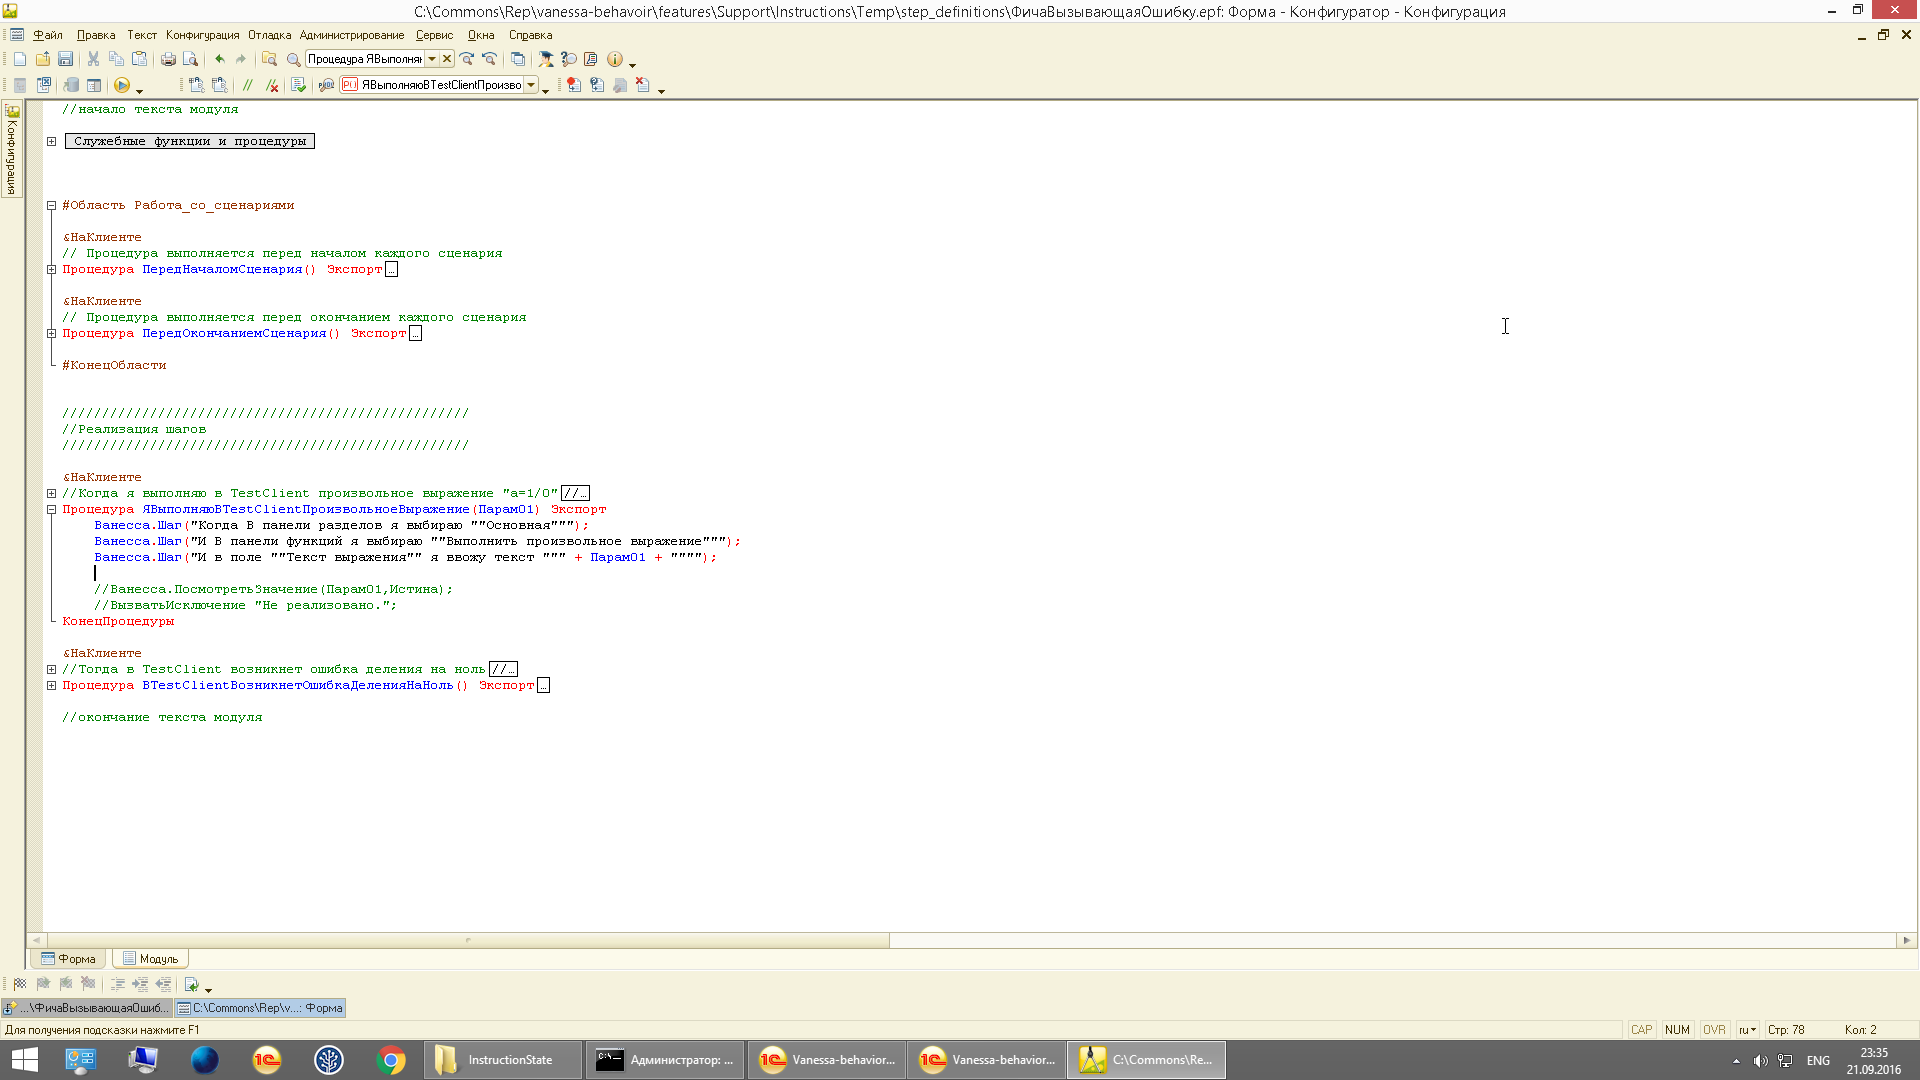 C:\Commons\Rep\vanessa-behavoir\features\Support\Instructions\Temp\step_definitions\ФичаВызывающаяОшибку.epf: Форма - Конфигуратор - Конфигурация
Файл Правка Текст Конфигурация Отладка Администрирование Сервис Окна Справка
Процедура ЯВыполня
ЯВыполняюВTestClientПроизво
Конфигурация
//начало текста модуля
Служебные функции и процедуры
#Область Работа_со_сценариями
&НаКлиенте
// Процедура выполняется перед началом каждого сценария
Процедура ПередНачаломСценария() Экспорт...
&НаКлиенте
// Процедура выполняется перед окончанием каждого сценария
Процедура ПередОкончаниемСценария() Экспорт...
#КонецОбласти
///////////////////////////////////////////////////
//Реализация шагов
///////////////////////////////////////////////////
&НаКлиенте
//Когда я выполняю в TestClient произвольное выражение "а=1/0"//...
Процедура ЯВыполняюВTestClientПроизвольноеВыражение(Парам01) Экспорт
Ванесса.Шаг("Когда В панели разделов я выбираю ""Основная""");
Ванесса.Шаг("И В панели функций я выбираю ""Выполнить произвольное выражение""");
Ванесса.Шаг("И в поле ""Текст выражения"" я ввожу текст """ + Парам01 + """");
//Ванесса.ПосмотретьЗначение(Парам01,Истина);
//ВызватьИсключение "Не реализовано.";
КонецПроцедуры
&НаКлиенте
//Тогда в TestClient возникнет ошибка деления на ноль//...
Процедура ВTestClientВозникнетОшибкаДеленияНаНоль() Экспорт...
//окончание текста модуля
Форма Модуль
...\ФичаВызывающаяОшиб... C:\Commons\Rep\v...: Форма
Для получения подсказки нажмите F1 CAP NUM OVR ru Стр: 78 Кол: 2
InstructionState Администратор: ... Vanessa-behavior... Vanessa-behavior... C:\Commons\Re... ENG 23:35
21.09.2016